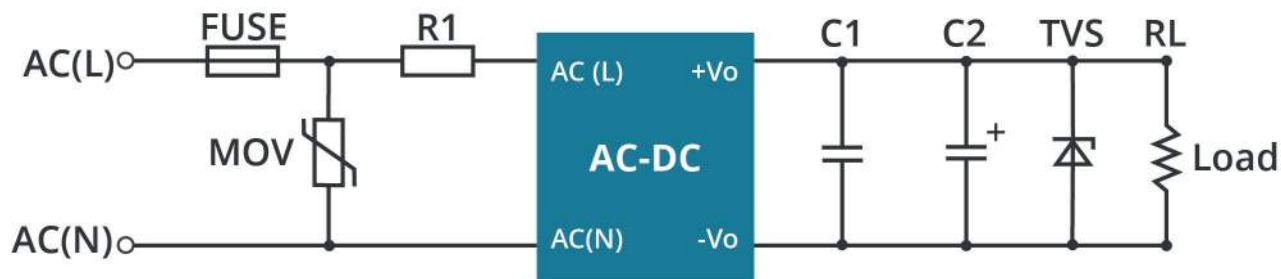 FUSE
R1
C1
C2
TVS
RL
AC(L)
AC (L)
+Vo
MOV
AC-DC
+
Load
AC(N)
AC(N)
-Vo